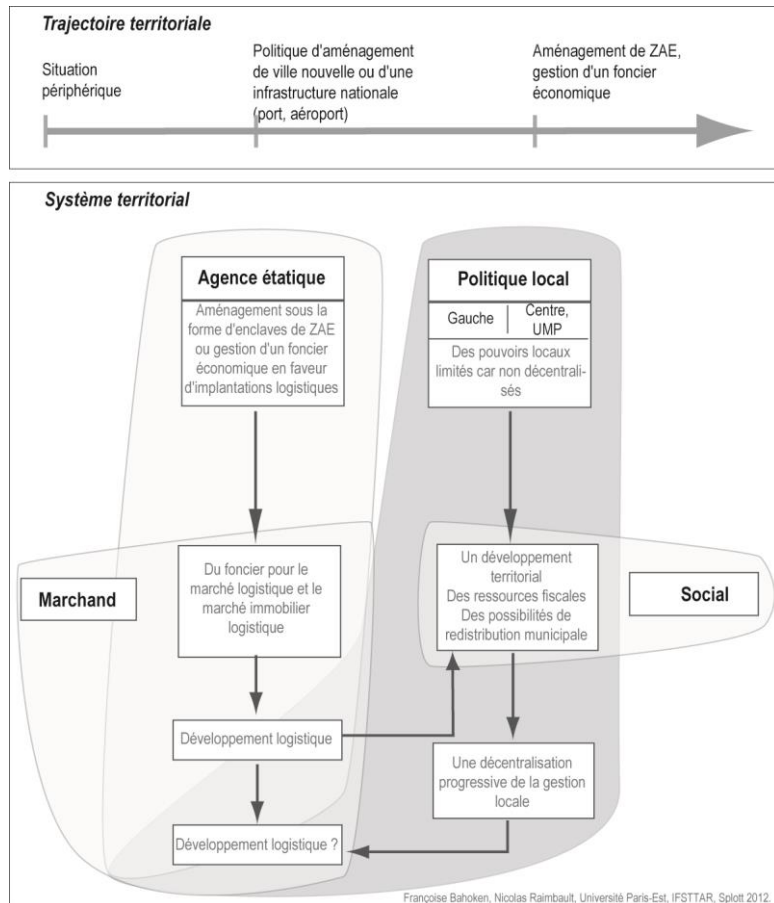 Trajectoire territoriale
Situation
périphérique
Politique d'aménagement
de ville nouvelle ou d'une
infrastructure nationale
(port, aéroport)
Aménagement de ZAE,
gestion d'un foncier
économique
Système territorial
Agence étatique
Aménagement sous la
forme d'enclaves de ZAE
ou gestion d'un foncier
économique en faveur
d'implantations logistiques
Politique local
Gauche
Centre,
UMP
Des pouvoirs locaux
limités car non décentrali-
sés
Marchand
Du foncier pour le
marché logistique et le
marché immobilier
logistique
Un développement
territorial
Des ressources fiscales
Des possibilités de
redistribution municipale
Social
Développement logistique
Une décentralisation
progressive de la gestion
locale
Développement logistique ?
Françoise Bahoken, Nicolas Raimbault, Université Paris-Est, IFSTTAR, Splott 2012.